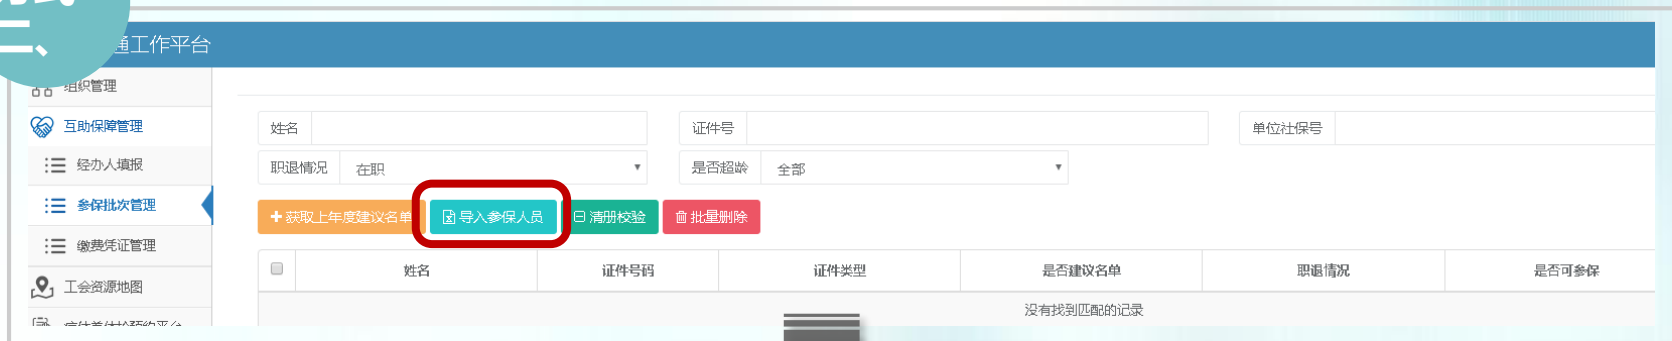 二、
通工作平台
组织管理
互助保障管理
经办人填报
参保批次管理
缴费凭证管理
工会资源地图
姓名
证件号
单位社保号
职退情况 在职
是否超龄 全部
获取上年度建议名单 导入参保人员 清册校验 批量删除
姓名 证件号码 证件类型 是否建议名单 职退情况 是否可参保
没有找到匹配的记录